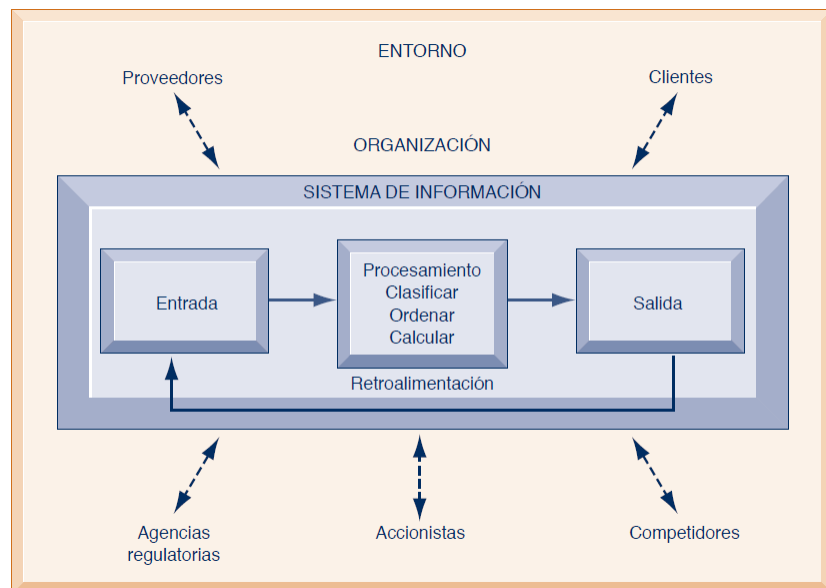 ENTORNO
Proveedores
Clientes
ORGANIZACIÓN
SISTEMA DE INFORMACIÓN
Entrada
Procesamiento
Clasificar
Ordenar
Calcular
Salida
Retroalimentación
Agencias
regulatorias
Accionistas
Competidores